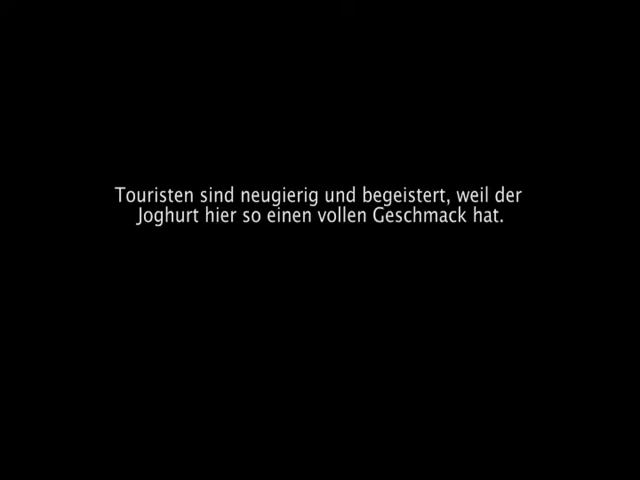 Touristen sind neugierig und begeistert, weil der
Joghurt hier so einen vollen Geschmack hat.